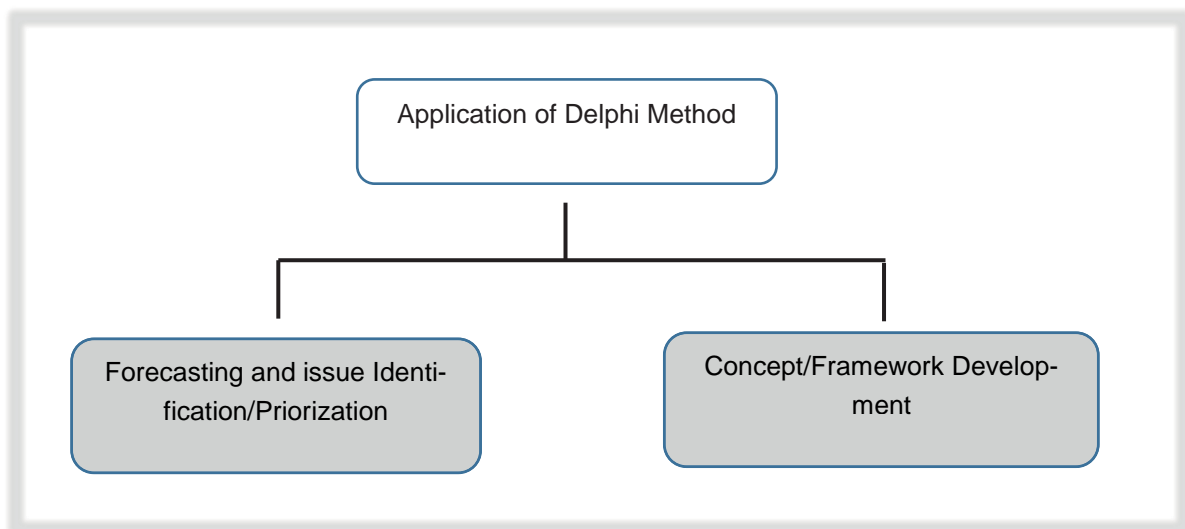 Application of Delphi Method
Forecasting and issue Identi-
fication/Priorization
Concept/Framework Develop-
ment